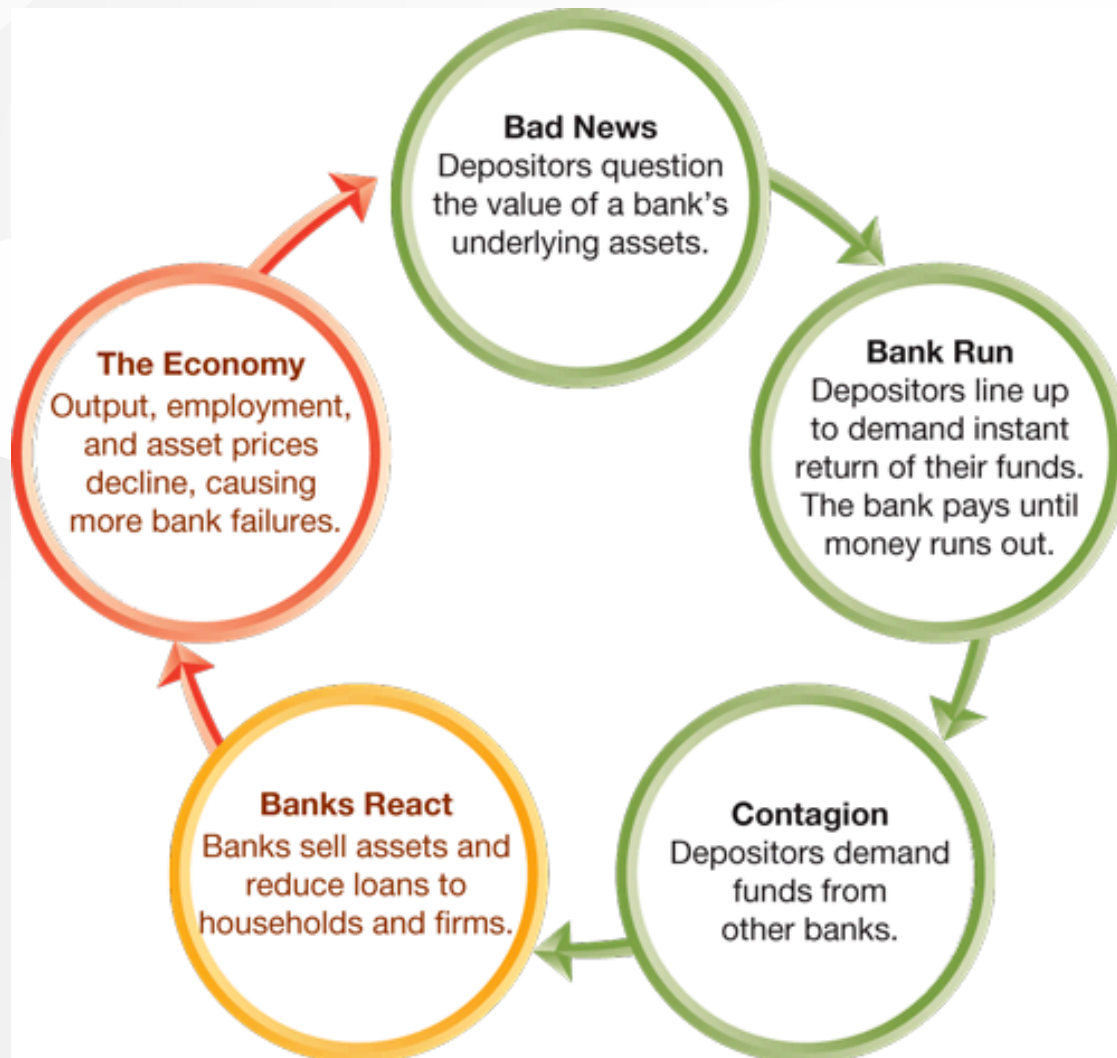 Bad News
Depositors question
the value of a bank's
underlying assets.
Bank Run
Depositors line up
to demand instant
return of their funds.
The bank pays until
money runs out.
Contagion
Depositors demand
funds from
other banks.
Banks React
Banks sell assets and
reduce loans to
households and firms.
The Economy
Output, employment,
and asset prices
decline, causing
more bank failures.